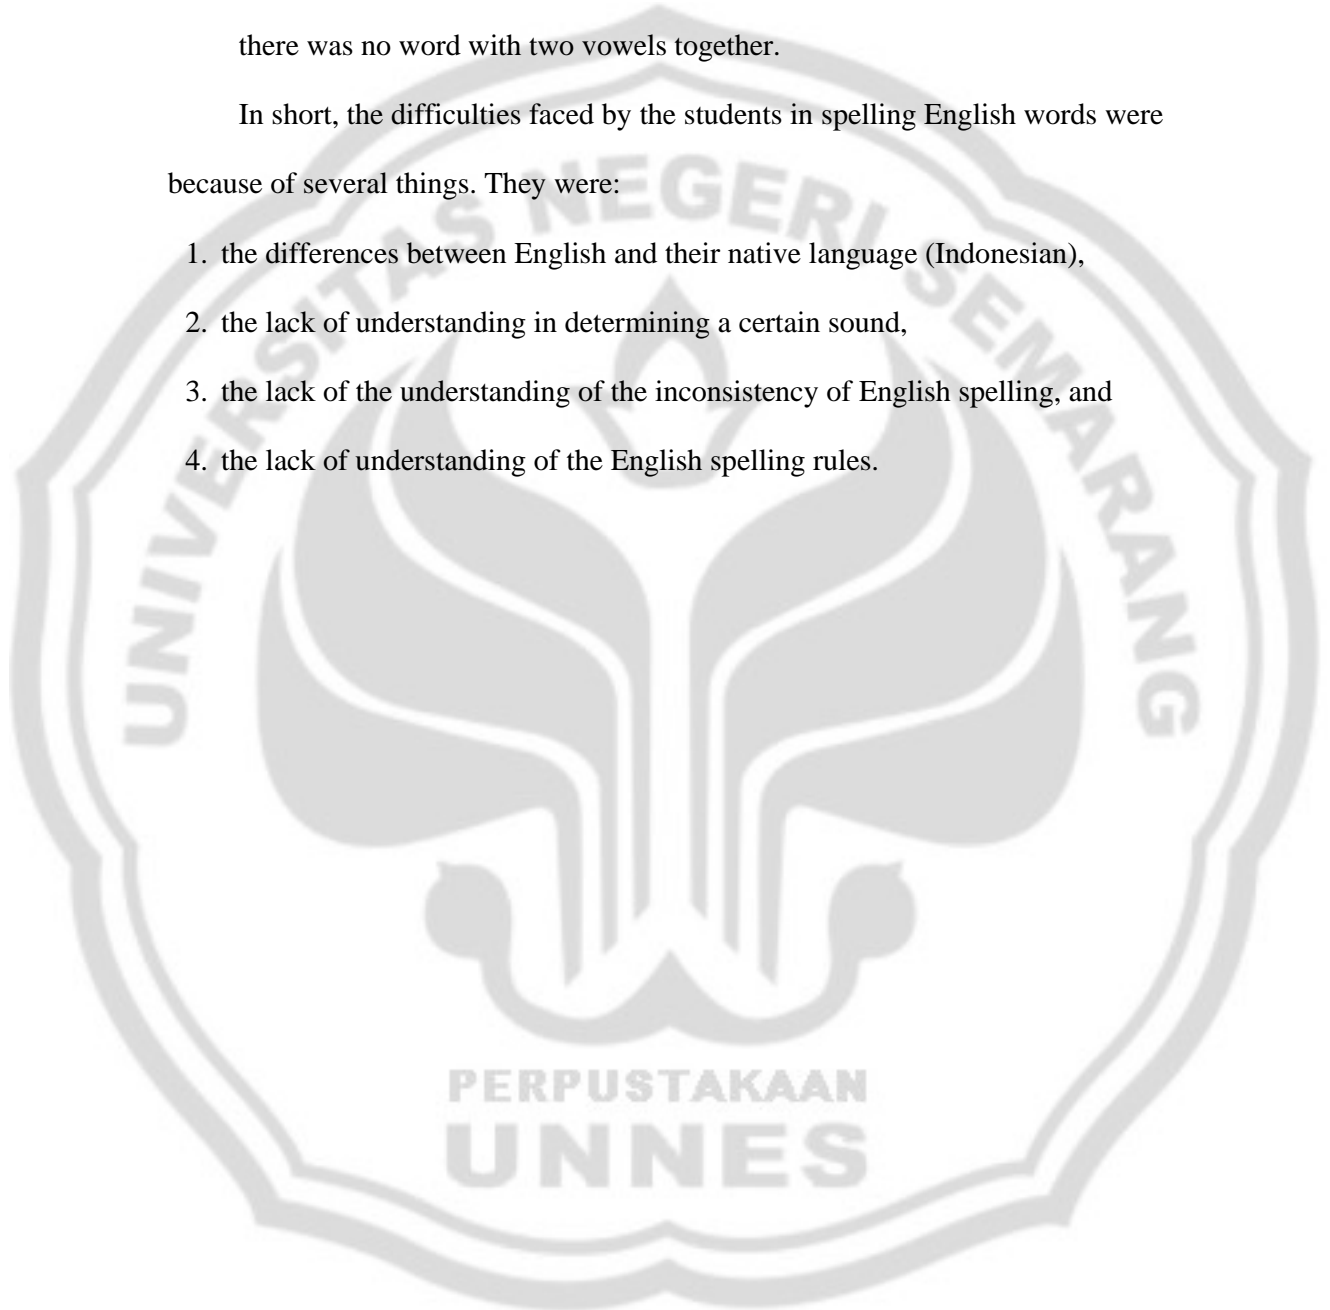 there was no word with two vowels together.
In short, the difficulties faced by the students in spelling English words were
because of several things. They were:
1. the differences between English and their native language (Indonesian),
2. the lack of understanding in determining a certain sound,
3. the lack of the understanding of the inconsistency of English spelling, and
4. the lack of understanding of the English spelling rules.
UNIVERSITAS NEGERI SEMARANG
PERPUSTAKAAN
UNNES